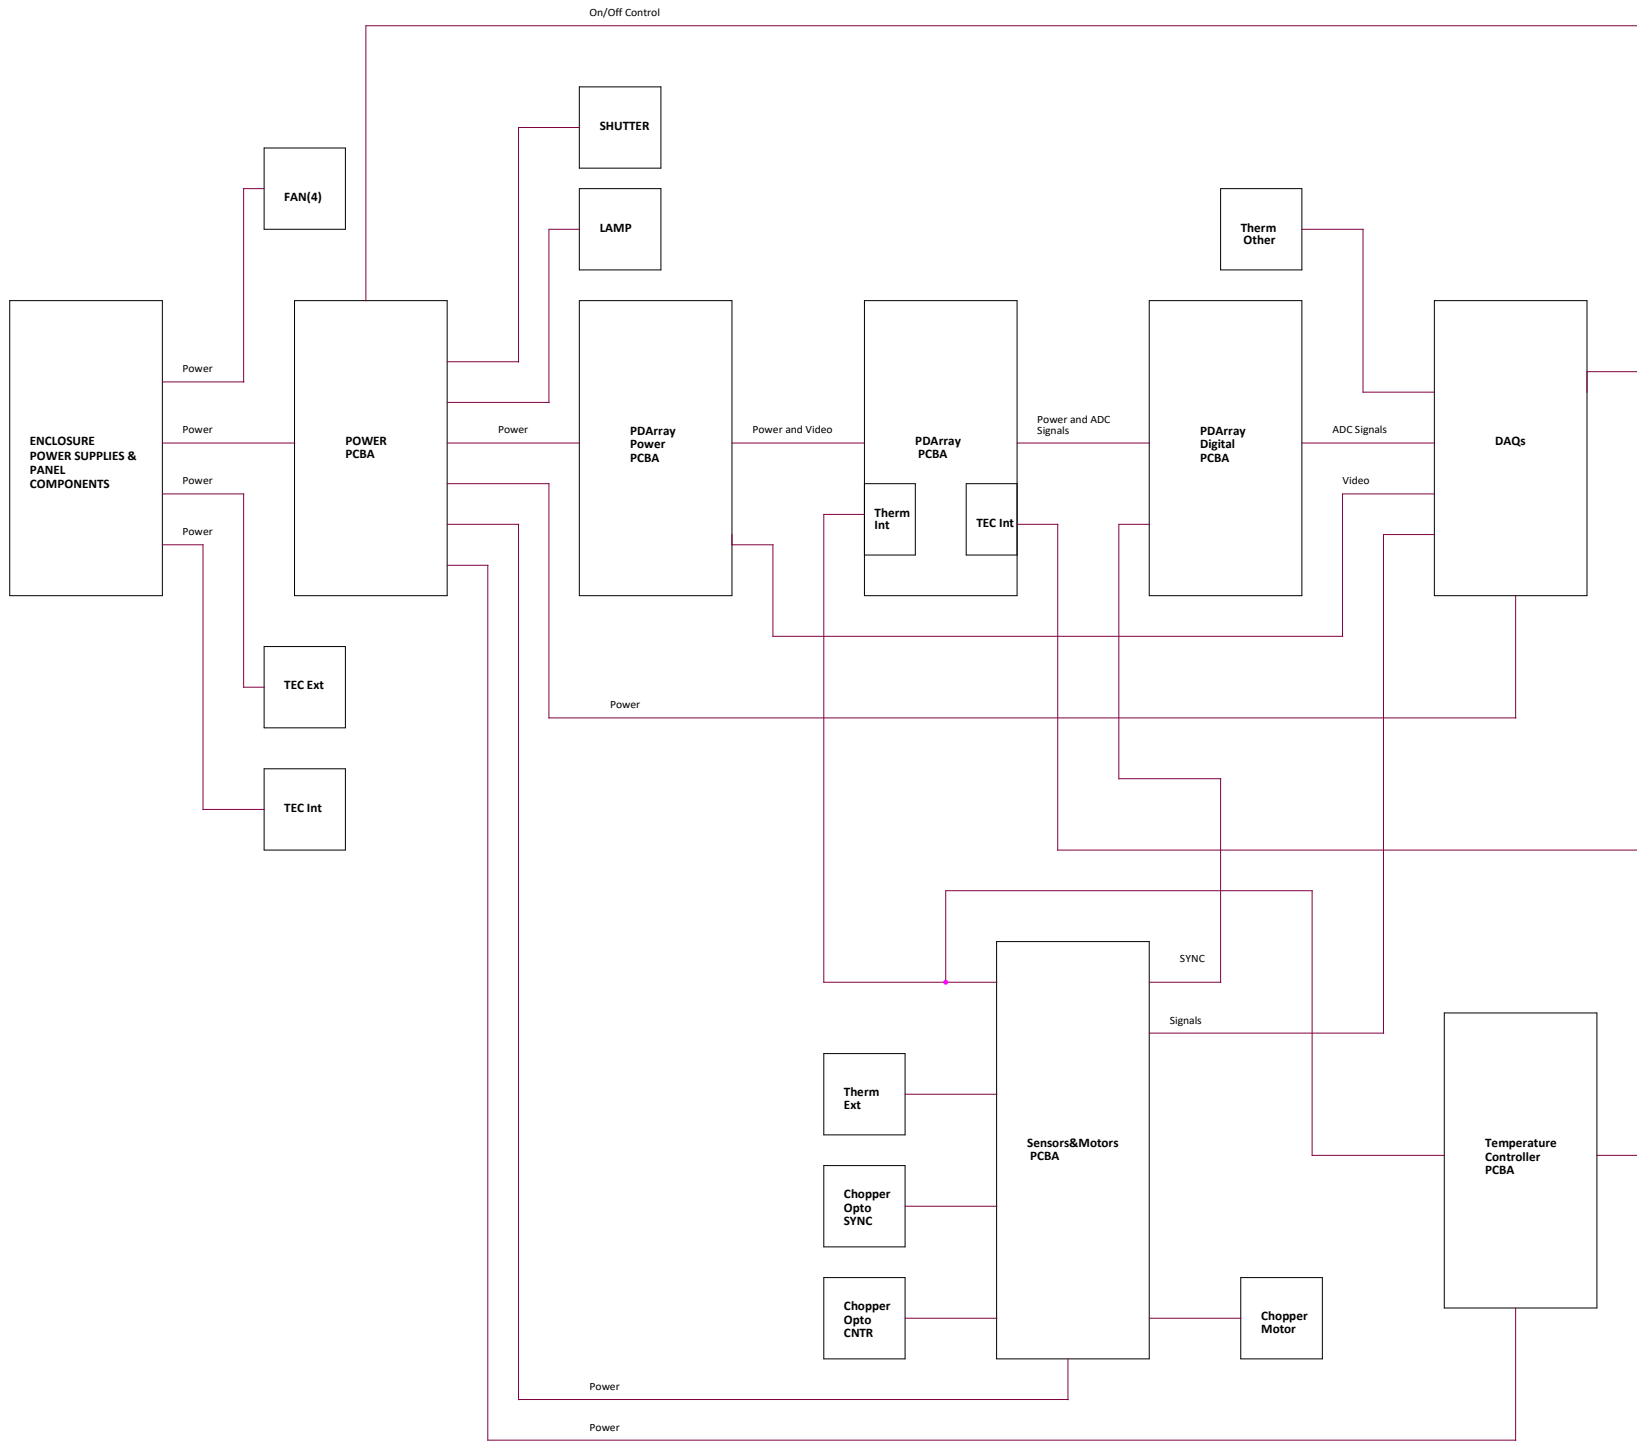 On/Off Control
SHUTTER
FAN(4)
LAMP
Therm
Other
Power
ENCLOSURE
POWER SUPPLIES &
PANEL
COMPONENTS
Power
Power
Power
POWER
PCBA
Power
PDArray
Power
PCBA
Power and Video
PDArray
PCBA
Therm
Int
TEC Int
Power and ADC
Signals
PDArray
Digital
PCBA
ADC Signals
Video
DAQs
TEC Ext
Power
TEC Int
SYNC
Signals
Therm
Ext
Sensors&Motors
PCBA
Temperature
Controller
PCBA
Chopper
Opto
SYNC
Chopper
Opto
CNTR
Chopper
Motor
Power
Power